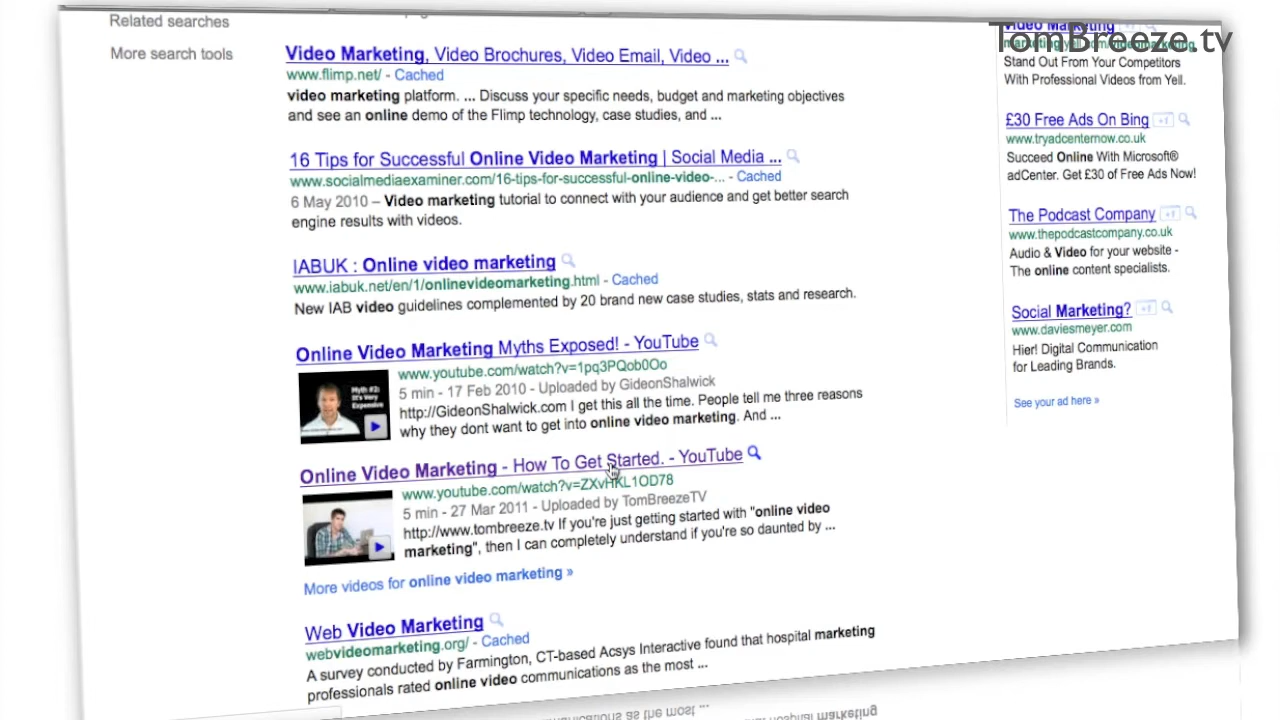 Related searches
More search tools
Video Marketing, Video Brochures, Video Email, Video ...
www.flimp.net/ - Cached
video marketing platform. ... Discuss your specific needs, budget and marketing objectives
and see an online demo of the Flimp technology, case studies, and ...
16 Tips for Successful Online Video Marketing | Social Media ...
www.socialmediaexaminer.com/16-tips-for-successful-online-video-... - Cached
6 May 2010 – Video marketing tutorial to connect with your audience and get better search
engine results with videos.
IABUK : Online video marketing
www.iabuk.net/en/1/onlinevideomarketing.html - Cached
New IAB video guidelines complemented by 20 brand new case studies, stats and research.
Online Video Marketing Myths Exposed! - YouTube
www.youtube.com/watch?v=1pq3PQob0Oo
5 min - 17 Feb 2010 - Uploaded by GideonShalwick
http://GideonShalwick.com I get this all the time. People tell me three reasons
why they dont want to get into online video marketing. And ...
Myth #2:
It's Very
Expensive
Online Video Marketing - How To Get Started. - YouTube
www.youtube.com/watch?v=ZXvHKL1OD78
5 min - 27 Mar 2011 - Uploaded by TomBreezeTV
http://www.tombreeze.tv If you're just getting started with "online video
marketing", then I can completely understand if you're so daunted by ...
More videos for online video marketing »
Web Video Marketing
webvideomarketing.org/ - Cached
A survey conducted by Farmington, CT-based Acsys Interactive found that hospital marketing
professionals rated online video communications as the most ...
TomBreeze.tv
Video Marketing
Stand Out From Your Competitors
With Professional Videos from Yell.
£30 Free Ads On Bing
www.tryadcenternow.co.uk
Succeed Online With Microsoft®
adCenter. Get £30 of Free Ads Now!
The Podcast Company
www.thepodcastcompany.co.uk
Audio & Video for your website -
The online content specialists.
Social Marketing?
www.daviesmeyer.com
Hier! Digital Communication
for Leading Brands.
See your ad here »